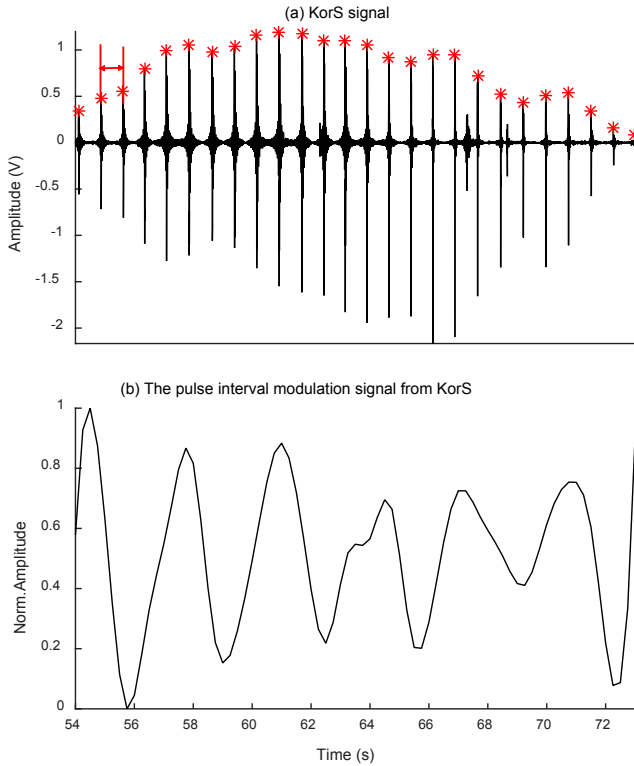 (a) KorS signal
1
0.5
0
-0.5
-1
-1.5
-2
Amplitude (V)
(b) The pulse interval modulation signal from KorS
1
0.8
0.6
0.4
0.2
0
Norm.Amplitude
54 56 58 60 62 64 66 68 70 72
Time (s)